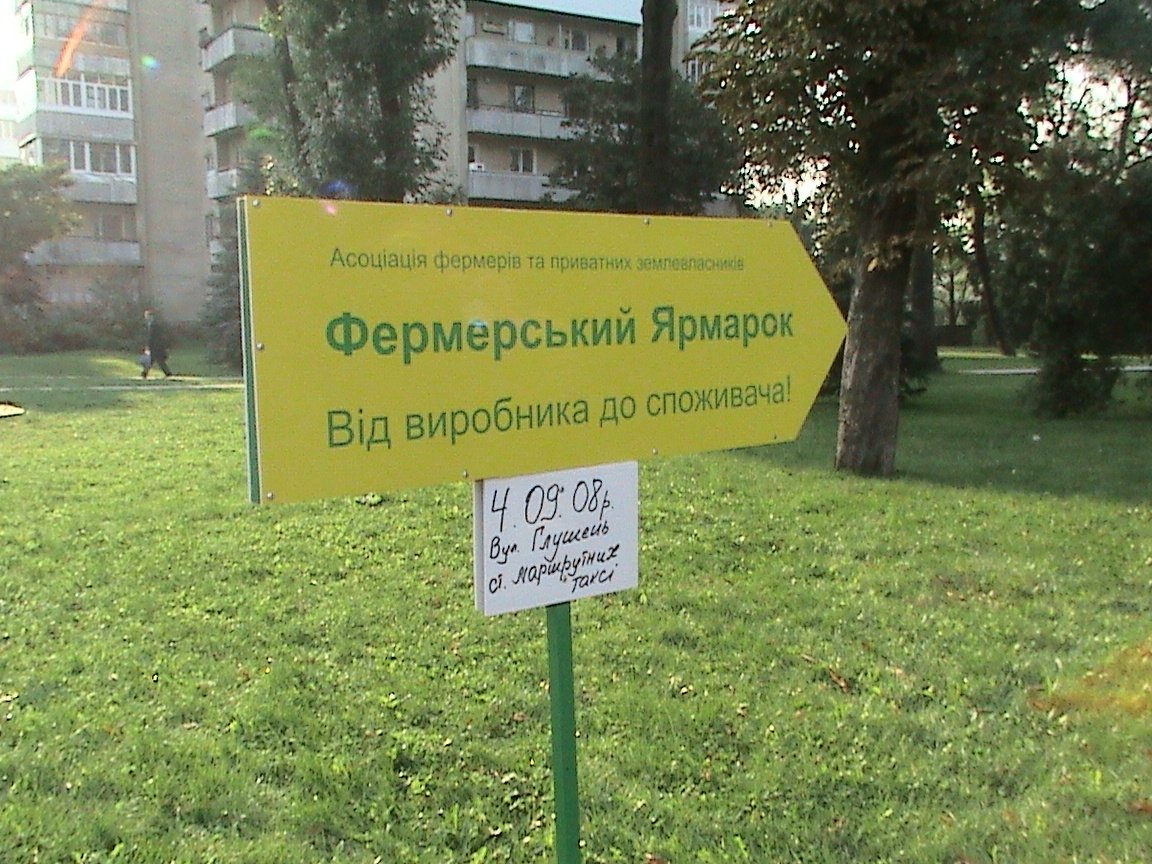 Асоціація фермерів та приватних землевласників
Фермерський Ярмарок
Від виробника до споживача!
4. 09. 08р.
Вул. Глушець
ст. маршрутних
таксі